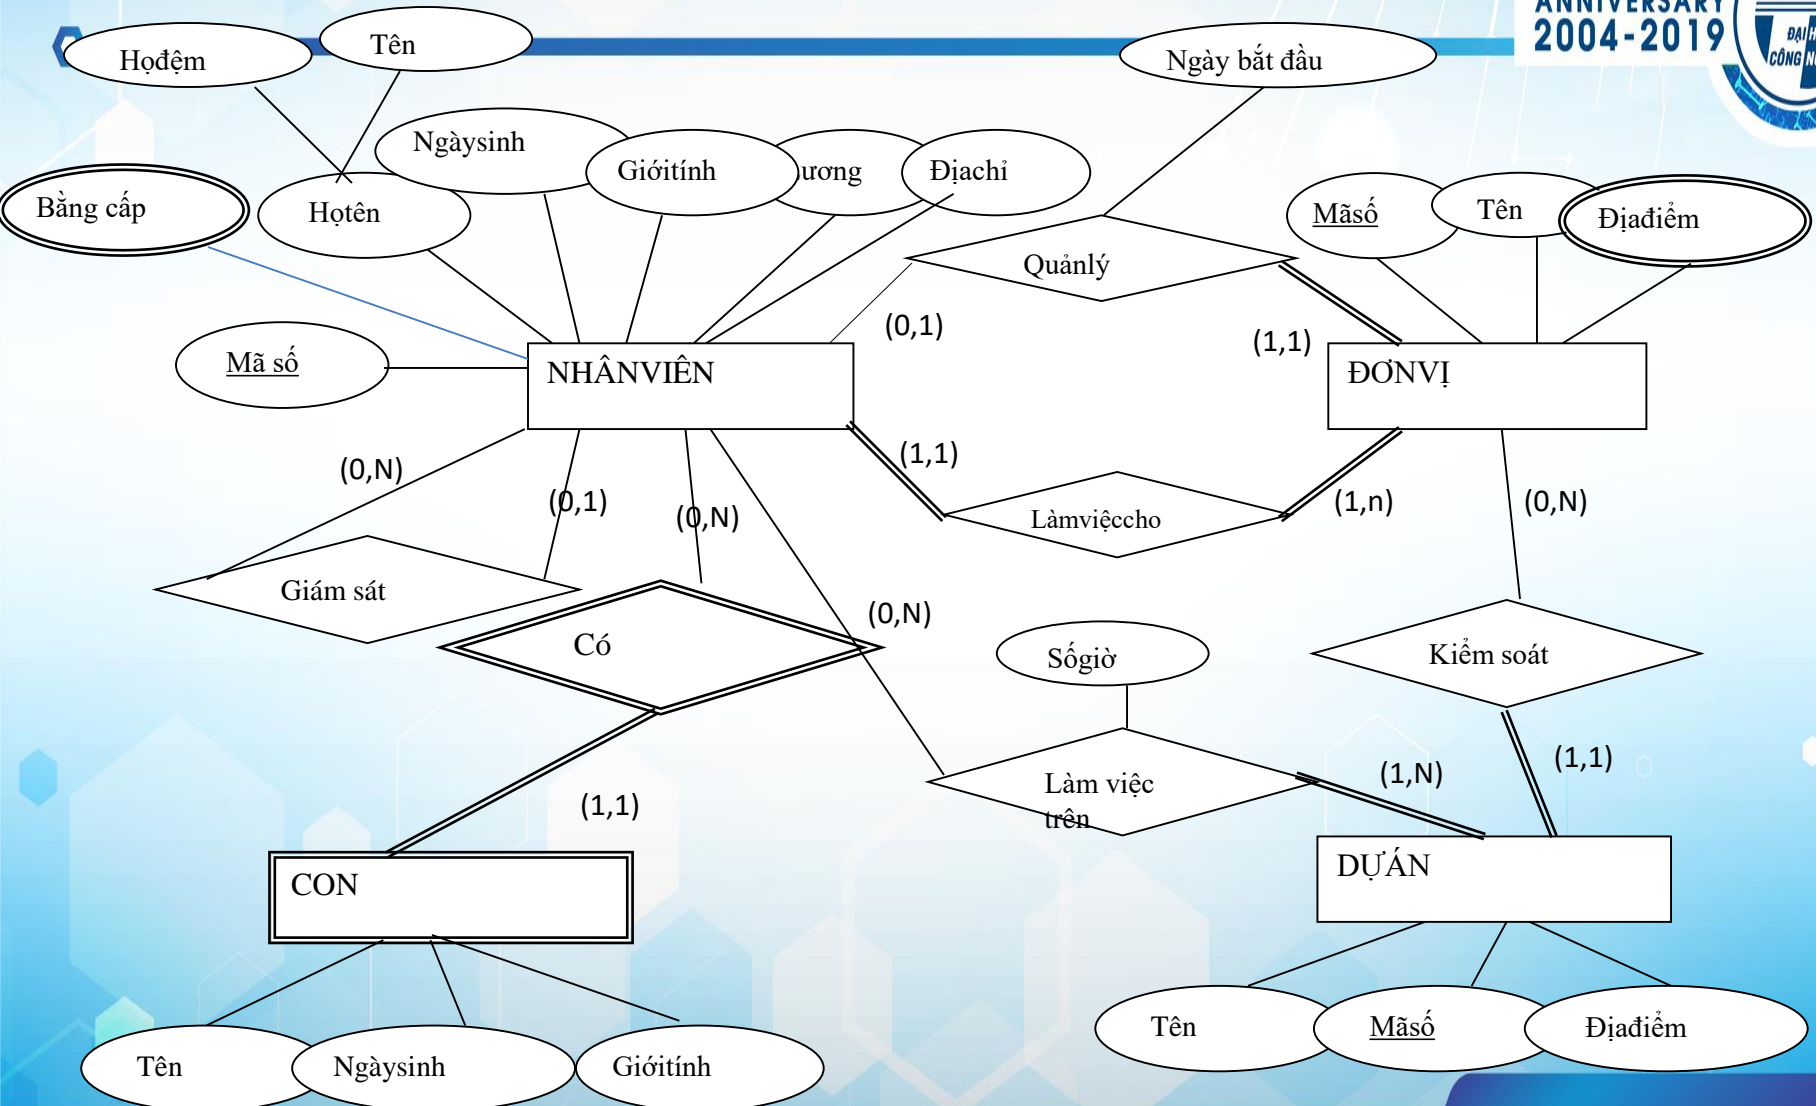 ANNIVERSARY
2004-2019
Họđệm
Tên
Ngày bắt đầu
Ngàysinh
Giớitính
ương
Địachỉ
Bằng cấp
Họtên
Mãsố
Tên
Địađiểm
Quảnlý
(0,1)
(1,1)
Mã số
NHÂNVIÊN
ĐƠNVỊ
(0,N)
(0,1)
(0,N)
(1,1)
Làmviệccho
(1,n)
(0,N)
Giám sát
Có
(0,N)
Sốgiờ
Kiểm soát
(1,1)
Làm việc
trên
(1,N)
(1,1)
CON
DỰÁN
Tên
Ngàysinh
Giớitính
Tên
Mãsố
Địađiểm